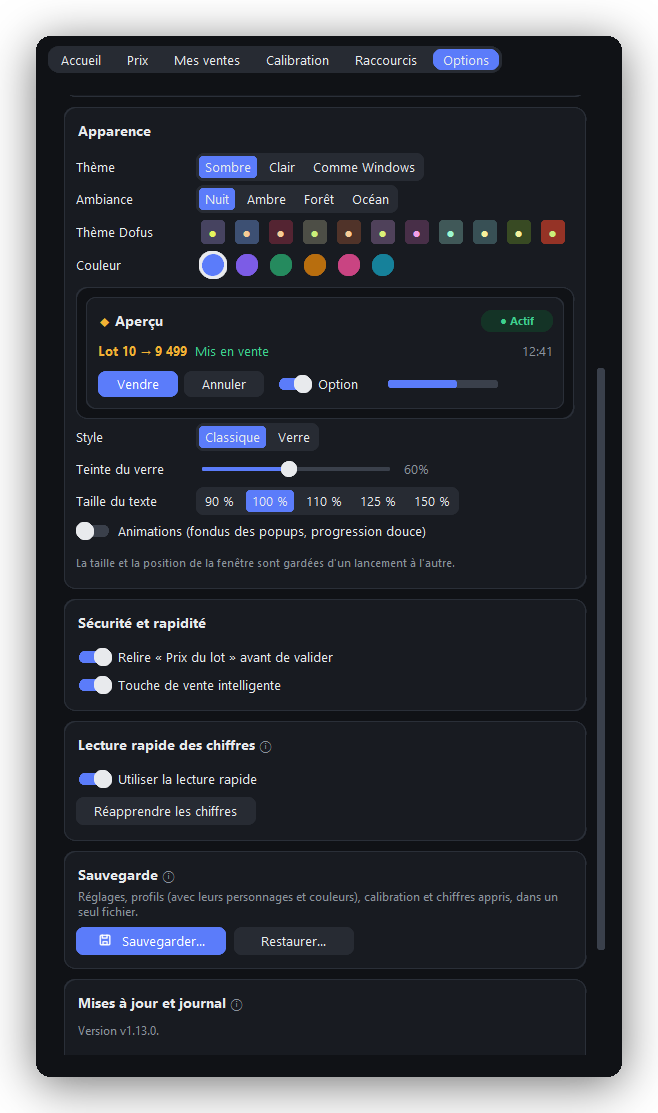 Accueil Prix Mes ventes Calibration Raccourcis Options
Apparence
Thème Sombre Clair Comme Windows
Ambiance Nuit Ambre Forêt Océan
Thème Dofus
Couleur
Aperçu Actif
Lot 10 → 9 499 Mis en vente 12:41
Vendre Annuler Option
Style Classique Verre
Teinte du verre 60%
Taille du texte 90 % 100 % 110 % 125 % 150 %
Animations (fondus des popups, progression douce)
La taille et la position de la fenêtre sont gardées d'un lancement à l'autre.
Sécurité et rapidité
Relire « Prix du lot » avant de valider
Touche de vente intelligente
Lecture rapide des chiffres
Utiliser la lecture rapide
Réapprendre les chiffres
Sauvegarde
Réglages, profils (avec leurs personnages et couleurs), calibration et chiffres appris, dans un
seul fichier.
Sauvegarder... Restaurer...
Mises à jour et journal
Version v1.13.0.